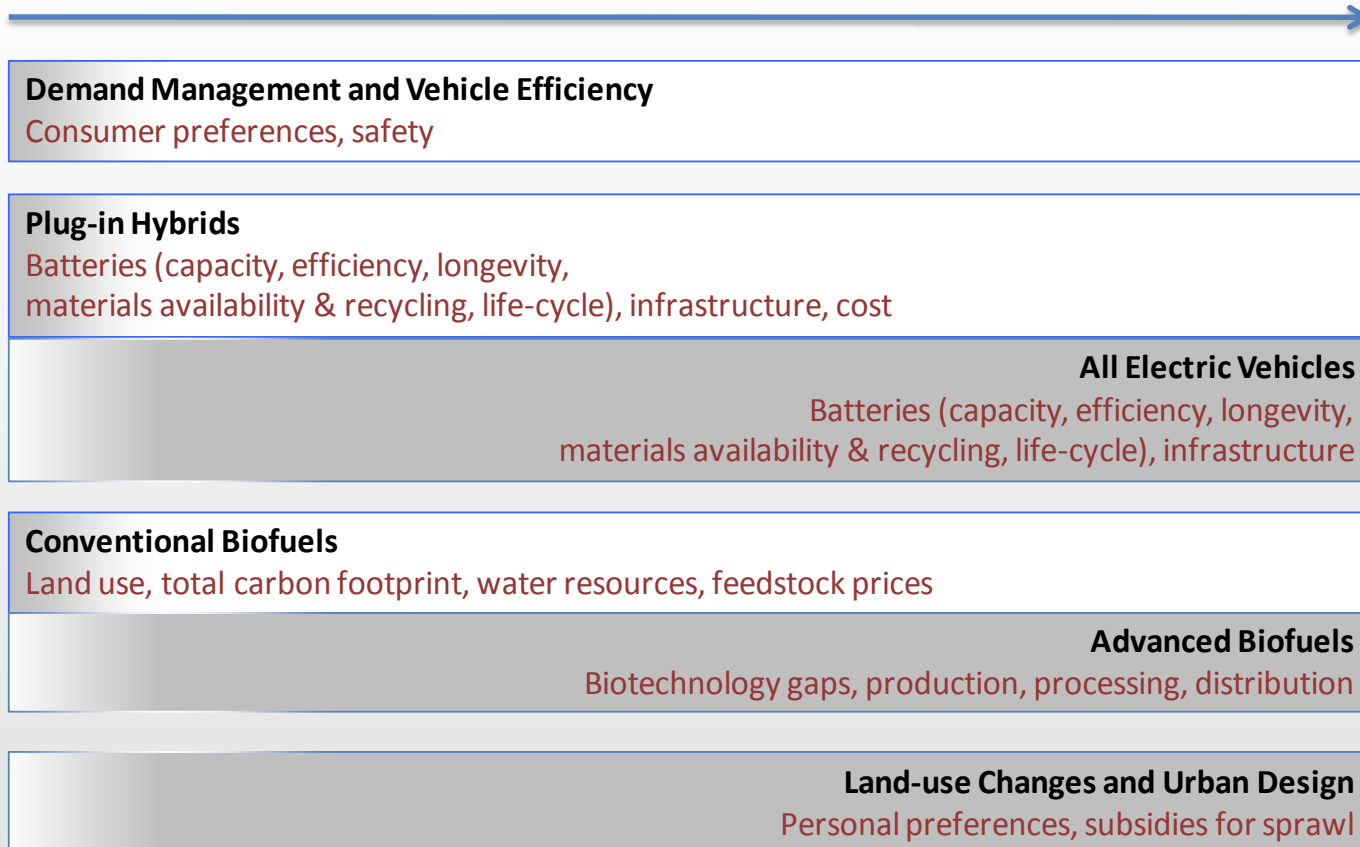 Demand Management and Vehicle Efficiency
Consumer preferences, safety
Plug-in Hybrids
Batteries (capacity, efficiency, longevity,
materials availability & recycling, life-cycle), infrastructure, cost
All Electric Vehicles
Batteries (capacity, efficiency, longevity,
materials availability & recycling, life-cycle), infrastructure
Conventional Biofuels
Land use, total carbon footprint, water resources, feedstock prices
Advanced Biofuels
Biotechnology gaps, production, processing, distribution
Land-use Changes and Urban Design
Personal preferences, subsidies for sprawl